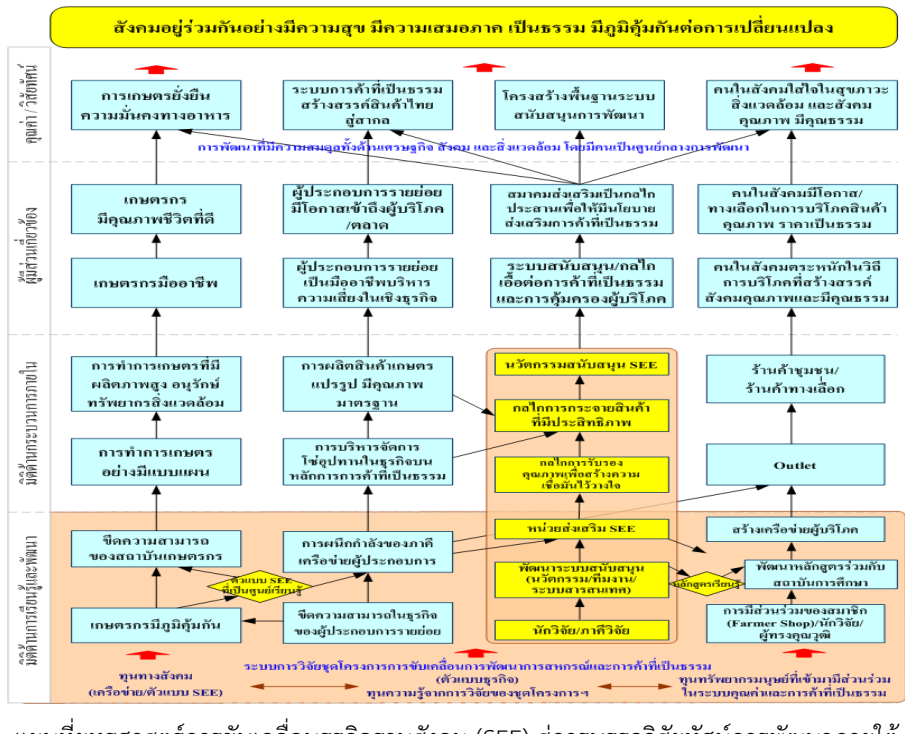 สังคมอยู่ร่วมกันอย่างมีความสุข มีความเสมอภาค เป็นธรรม มีภูมิคุ้มกันต่อการเปลี่ยนแปลง
คุณค่า / วิสัยทัศน์
การเกษตรยั่งยืน
ความมั่นคงทางอาหาร
ระบบการค้าที่เป็นธรรม
สร้างสรรค์สินค้าไทย
สู่สากล
โครงสร้างพื้นฐานระบบ
สนับสนุนการพัฒนา
คนในสังคมใส่ใจในสุขภาวะ
สิ่งแวดล้อม และสังคม
คุณภาพ มีคุณธรรม
การพัฒนาที่มีความสมดุลทั้งด้านเศรษฐกิจ สังคม และสิ่งแวดล้อม โดยมีคนเป็นศูนย์กลางการพัฒนา
ผู้มีส่วนเกี่ยวข้อง
เกษตรกร
มีคุณภาพชีวิตที่ดี
ผู้ประกอบการรายย่อย
มีโอกาสเข้าถึงผู้บริโภค
/ตลาด
สมาคมส่งเสริมเป็นกลไก
ประสานเพื่อให้มีนโยบาย
ส่งเสริมการค้าที่เป็นธรรม
คนในสังคมมีโอกาส/
ทางเลือกในการบริโภคสินค้า
คุณภาพ ราคาเป็นธรรม
เกษตรกรมืออาชีพ
ผู้ประกอบการรายย่อย
เป็นมืออาชีพบริหาร
ความเสี่ยงในเชิงธุรกิจ
ระบบสนับสนุน/กลไก
เอื้อต่อการค้าที่เป็นธรรม
และการคุ้มครองผู้บริโภค
คนในสังคมตระหนักในวิถี
การบริโภคที่สร้างสรรค์
สังคมคุณภาพและมีคุณธรรม
มิติด้านกระบวนการภายใน
การทำการเกษตรที่มี
ผลิตภาพสูง อนุรักษ์
ทรัพยากรสิ่งแวดล้อม
การผลิตสินค้าเกษตร
แปรรูป มีคุณภาพ
มาตรฐาน
นวัตกรรมสนับสนุน SEE
กลไกการกระจายสินค้า
ที่มีประสิทธิภาพ
ร้านค้าชุมชน/
ร้านค้าทางเลือก
การทำการเกษตร
อย่างมีแบบแผน
การบริหารจัดการ
โซ่อุปทานในธุรกิจบน
หลักการการค้าที่เป็นธรรม
กลไกการรับรอง
คุณภาพเพื่อสร้างความ
เชื่อมั่นไว้วางใจ
Outlet
มิติด้านการเรียนรู้และพัฒนา
ขีดความสามารถ
ของสถาบันเกษตรกร
การผนึกกำลังของภาคี
เครือข่ายผู้ประกอบการ
หน่วยส่งเสริม SEE
สร้างเครือข่ายผู้บริโภค
ตัวแบบ SEE
ที่เป็นศูนย์เรียนรู้
พัฒนาระบบสนับสนุน
(นวัตกรรม/ทีมงาน/
ระบบสารสนเทศ)
หลักสูตรเรียนรู้
พัฒนาหลักสูตรร่วมกับ
สถาบันการศึกษา
เกษตรกรมีภูมิคุ้มกัน
ขีดความสามารถในธุรกิจ
ของผู้ประกอบการรายย่อย
นักวิจัย/ภาคีวิจัย
การมีส่วนร่วมของสมาชิก
(Farmer Shop)/นักวิจัย/
ผู้ทรงคุณวุฒิ
ระบบการวิจัยชุดโครงการการขับเคลื่อนการพัฒนาการสหกรณ์และการค้าที่เป็นธรรม
ทุนทางสังคม
(เครือข่าย/ตัวแบบ SEE)
(ตัวแบบธุรกิจ)
ทุนความรู้จากการวิจัยของชุดโครงการฯ
ทุนทรัพยากรมนุษย์ที่เข้ามามีส่วนร่วม
ในระบบคุณค่าและการค้าที่เป็นธรรม